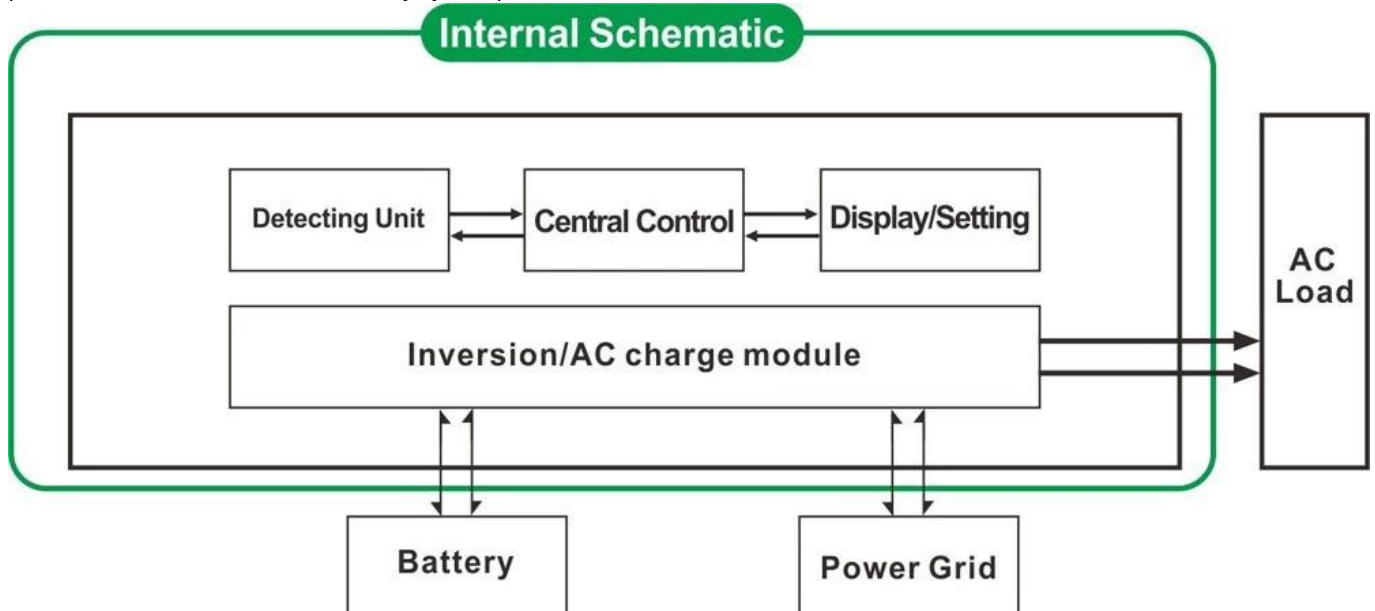 Internal Schematic
Detecting Unit
Central Control
Display/Setting
AC
Load
Inversion/AC charge module
Battery
Power Grid